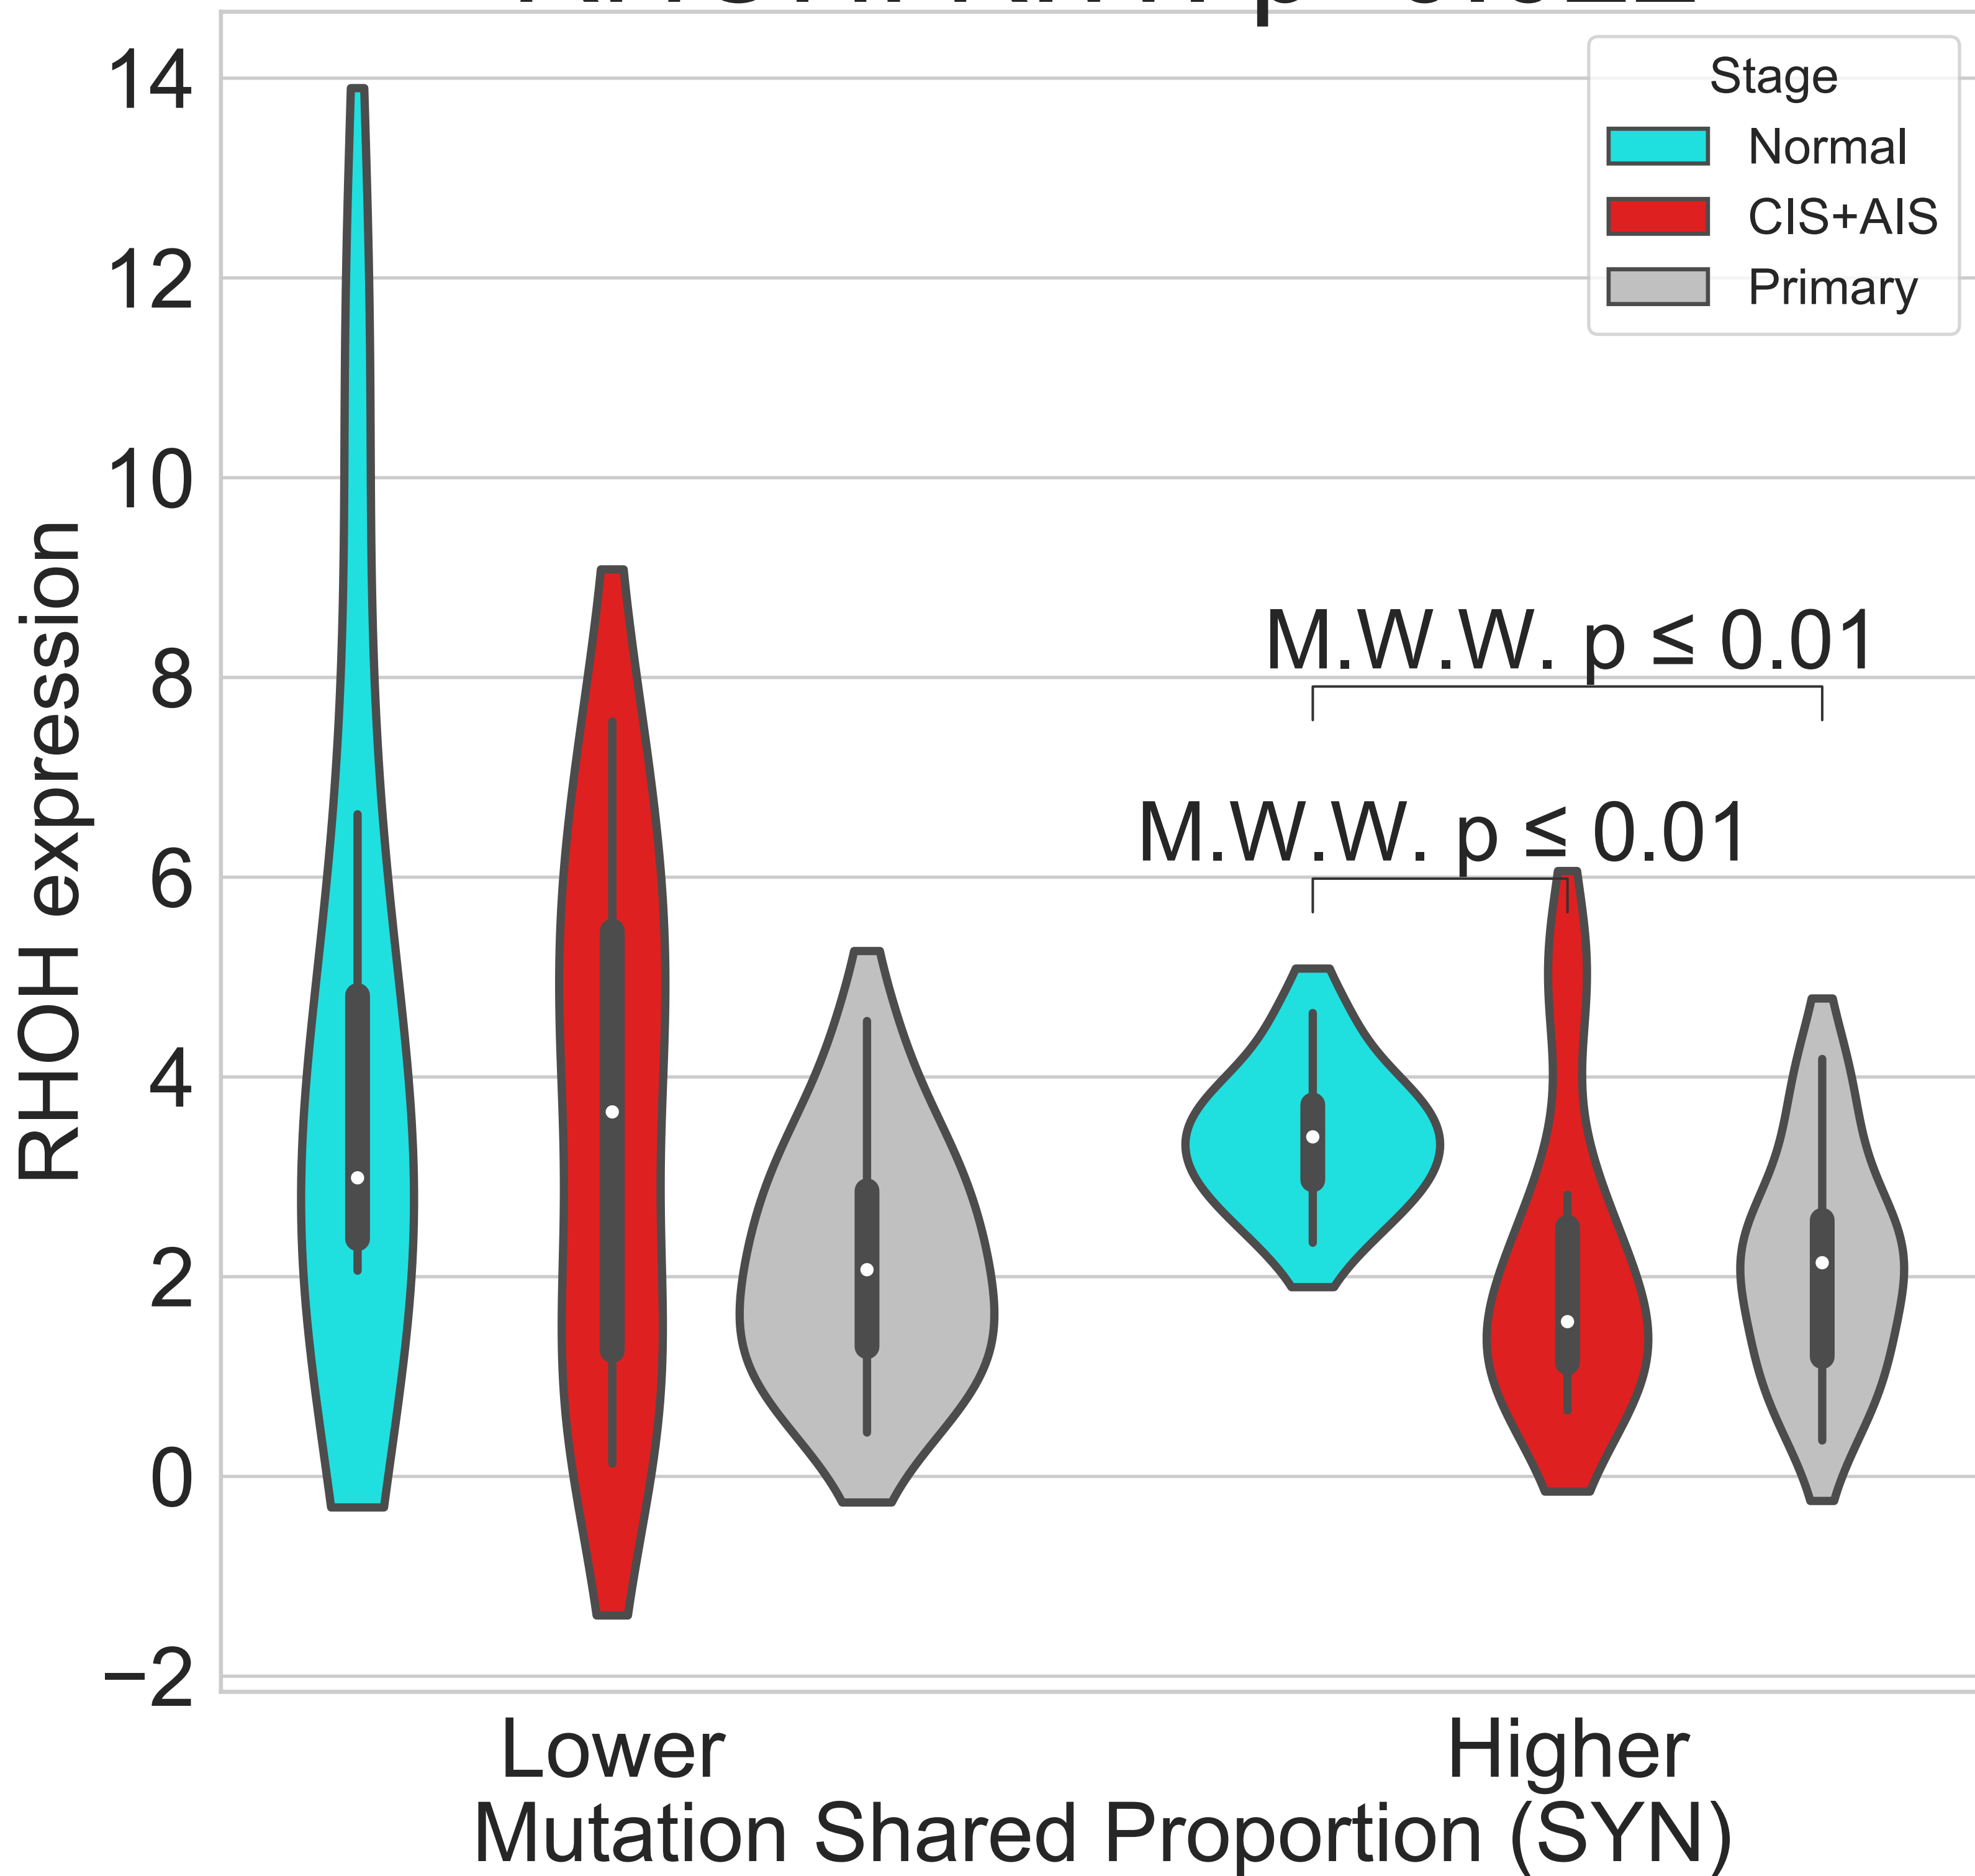 14
12
10
8
6
4
2
0
−2
RHOH expression
Stage
Normal
CIS+AIS
Primary
M.W.W. p ≤ 0.01
M.W.W. p ≤ 0.01
Lower
Higher
Mutation Shared Proportion (SYN)